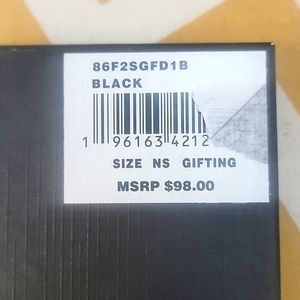 86F2SGFD1B
BLACK
1 96163 4212
SIZE NS GIFTING
MSRP $98.00